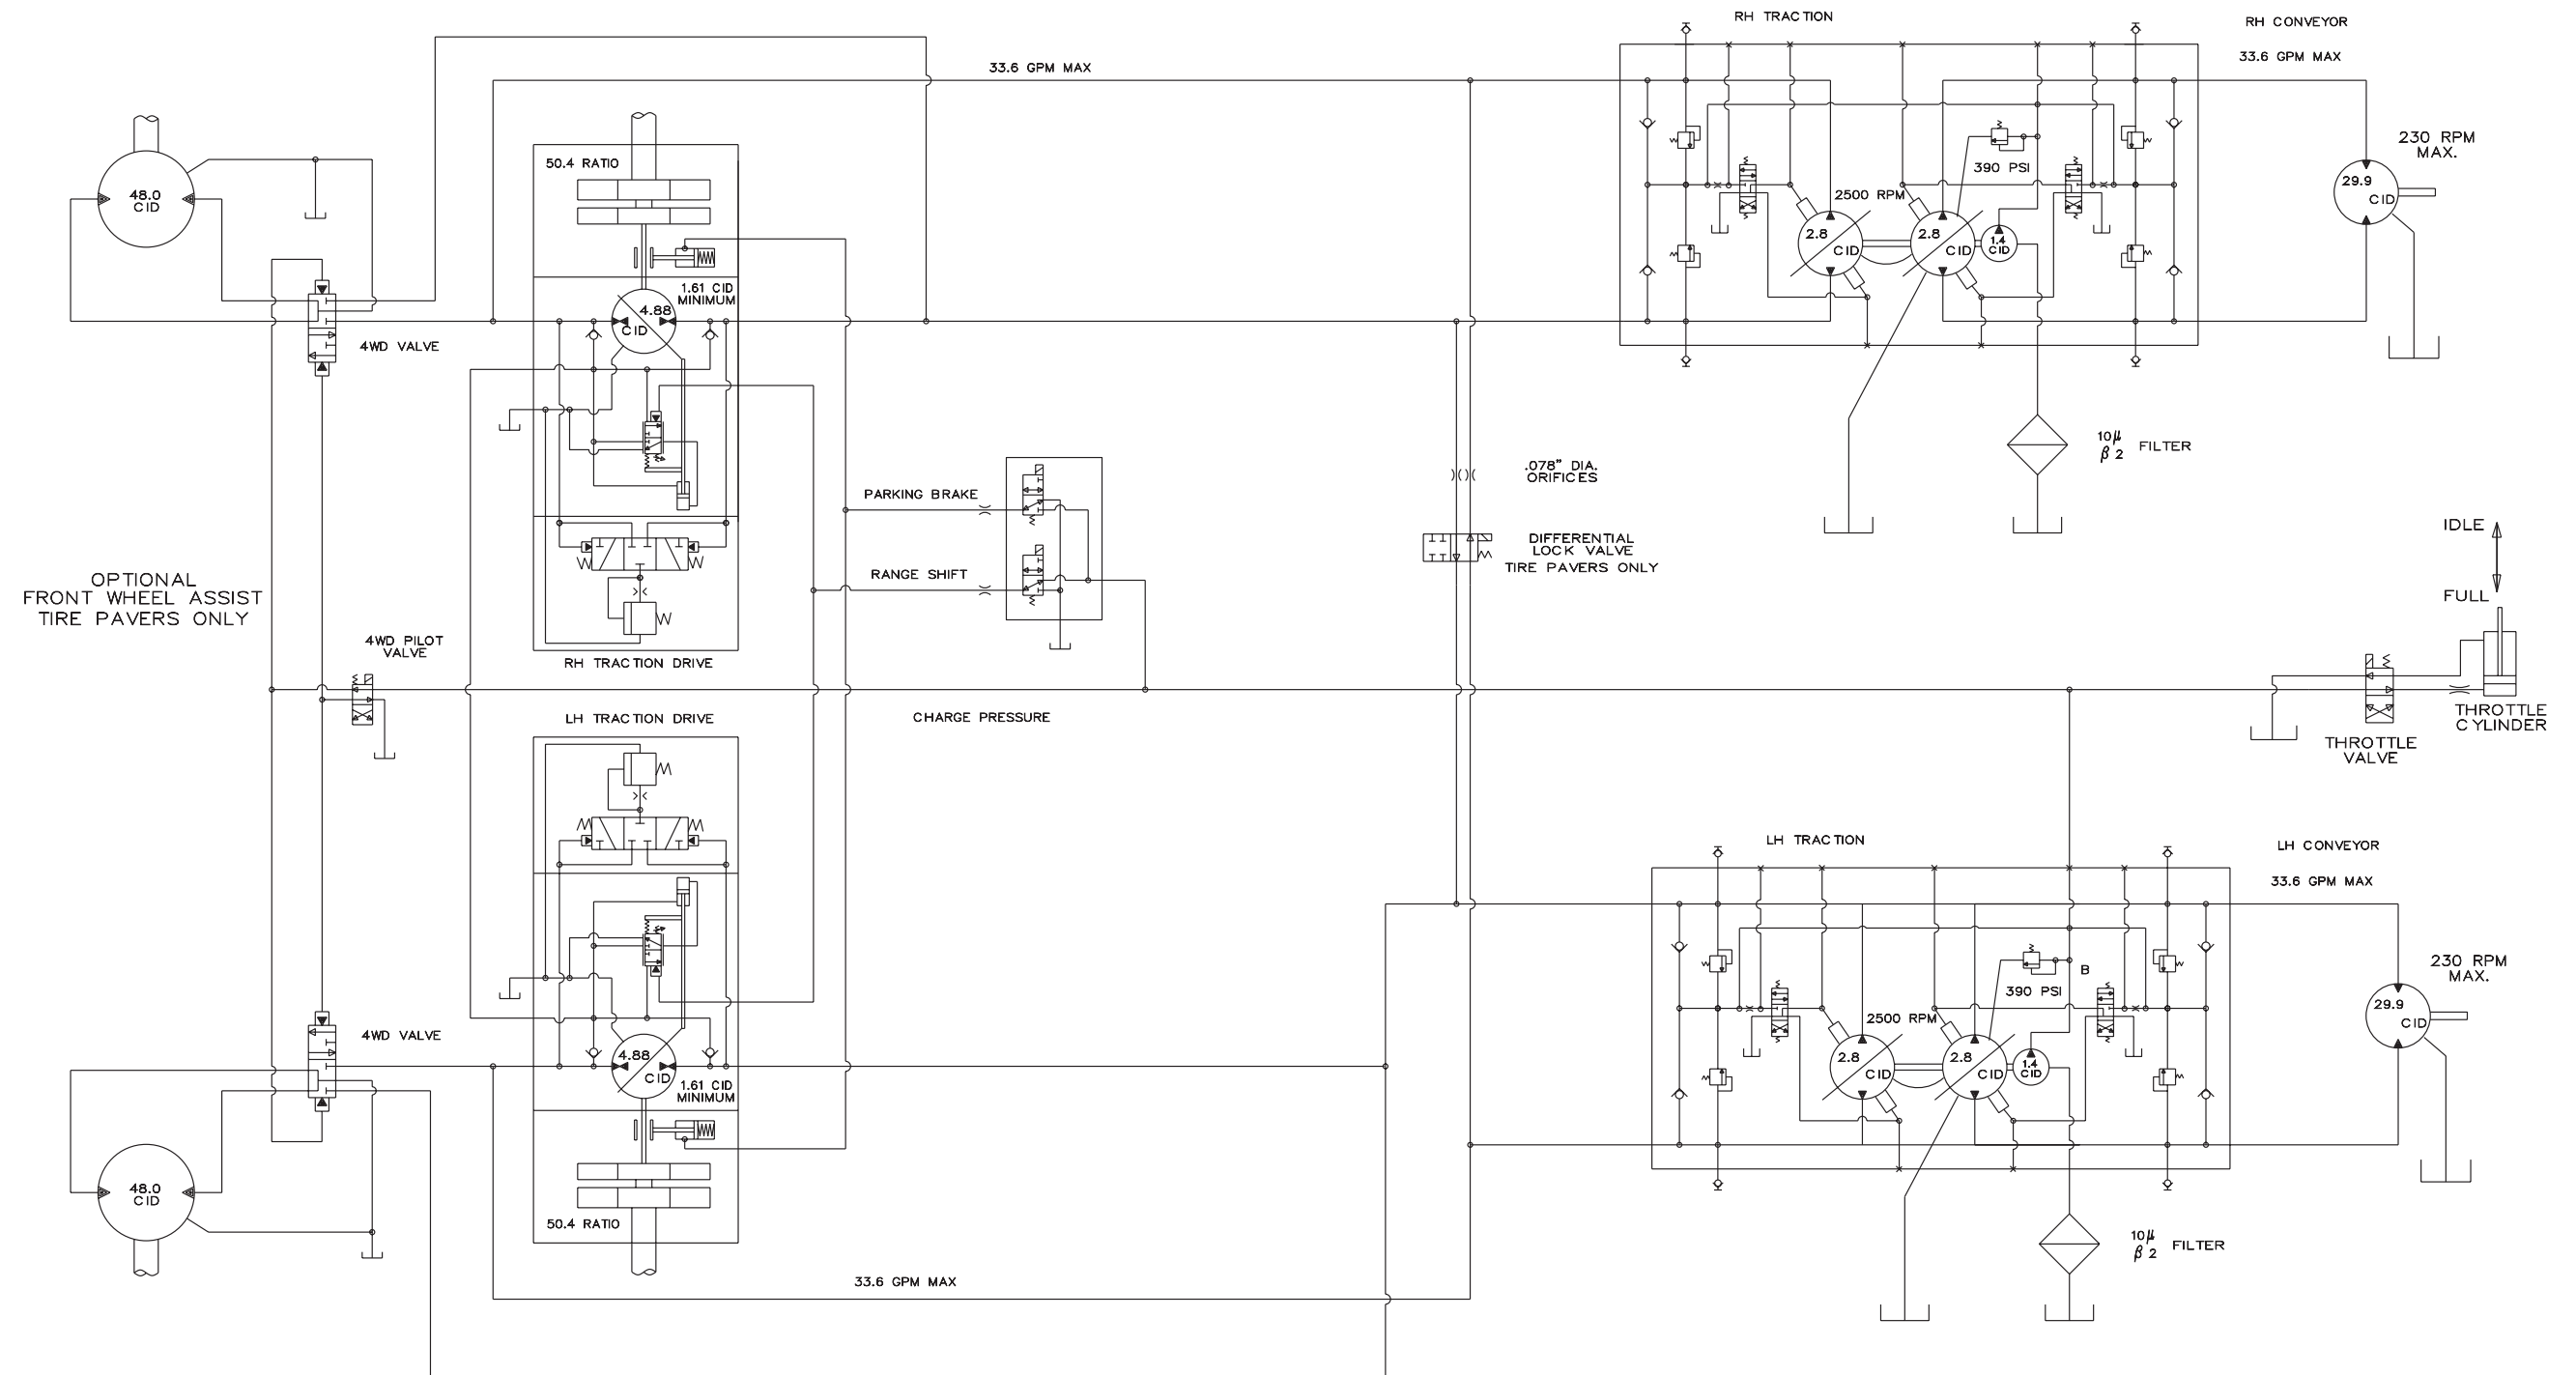 RH TRACTION
RH CONVEYOR
33.6 GPM MAX
33.6 GPM MAX
230 RPM
MAX.
50.4 RATIO
48.0
CID
390 PSI
29.9
CID
2500 RPM
2.8
CID
2.8
CID
1.4
CID
1.61 CID
MINIMUM
4.88
CID
4WD VALVE
10μ
β 2
FILTER
.078" DIA.
ORIFICES
PARKING BRAKE
IDLE
DIFFERENTIAL
LOCK VALVE
TIRE PAVERS ONLY
RANGE SHIFT
OPTIONAL
FRONT WHEEL ASSIST
TIRE PAVERS ONLY
FULL
4WD PILOT
VALVE
RH TRACTION DRIVE
LH TRACTION DRIVE
CHARGE PRESSURE
THROTTLE
CYLINDER
THROTTLE
VALVE
LH TRACTION
LH CONVEYOR
33.6 GPM MAX
230 RPM
MAX.
B
390 PSI
29.9
CID
2500 RPM
4WD VALVE
4.88
CID
2.8
CID
2.8
CID
1.4
CID
1.61 CID
MINIMUM
48.0
CID
50.4 RATIO
10μ
β 2
FILTER
33.6 GPM MAX